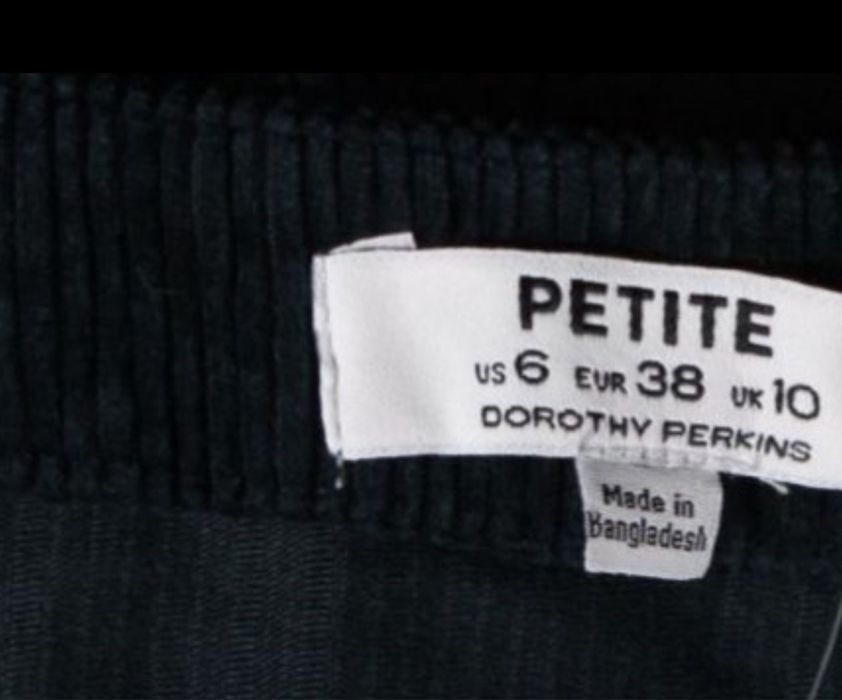 PETITE
US 6 EUR 38 UK 10
DOROTHY PERKINS
Made in
Bangladesh